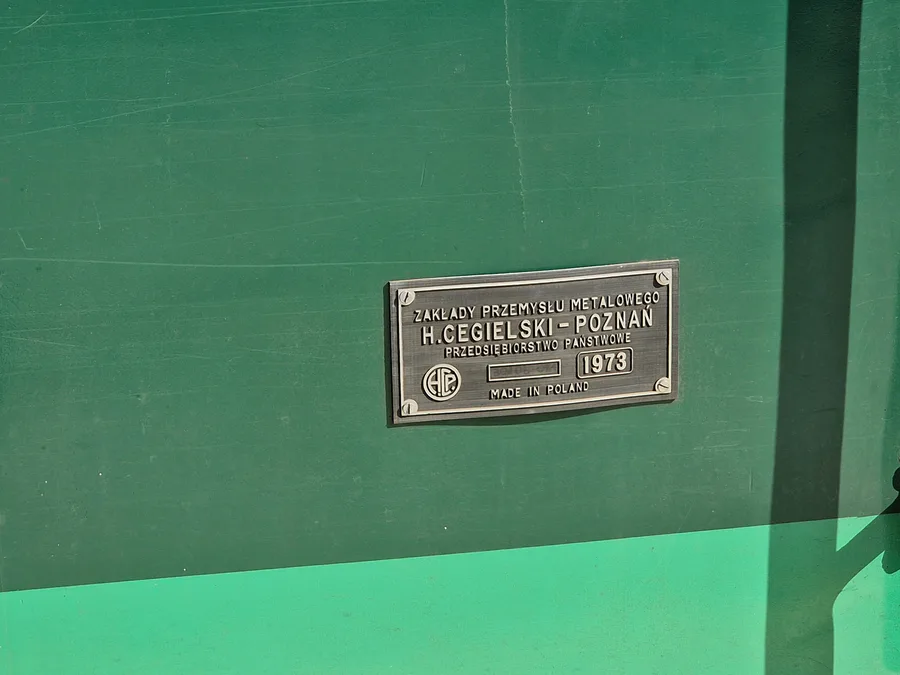 ZAKŁADY PRZEMYSŁU METALOWEGO
H.CEGIELSKI – POZNAŃ
PRZEDSIĘBIORSTWO PAŃSTWOWE
1973
HCP.
MADE IN POLAND